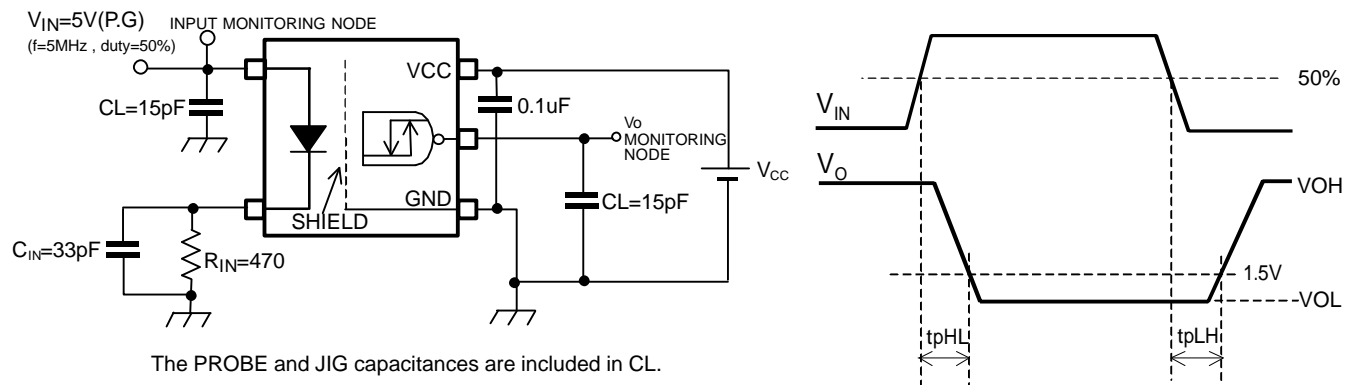 VIN=5V(P.G)
(f=5MHz , duty=50%)
INPUT MONITORING NODE
CL=15pF
VCC
0.1uF
Vo
MONITORING
NODE
VCC
GND
SHIELD
CL=15pF
CIN=33pF
RIN=470
The PROBE and JIG capacitances are included in CL.
50%
VIN
VO
VOH
1.5V
VOL
tpHL
tpLH